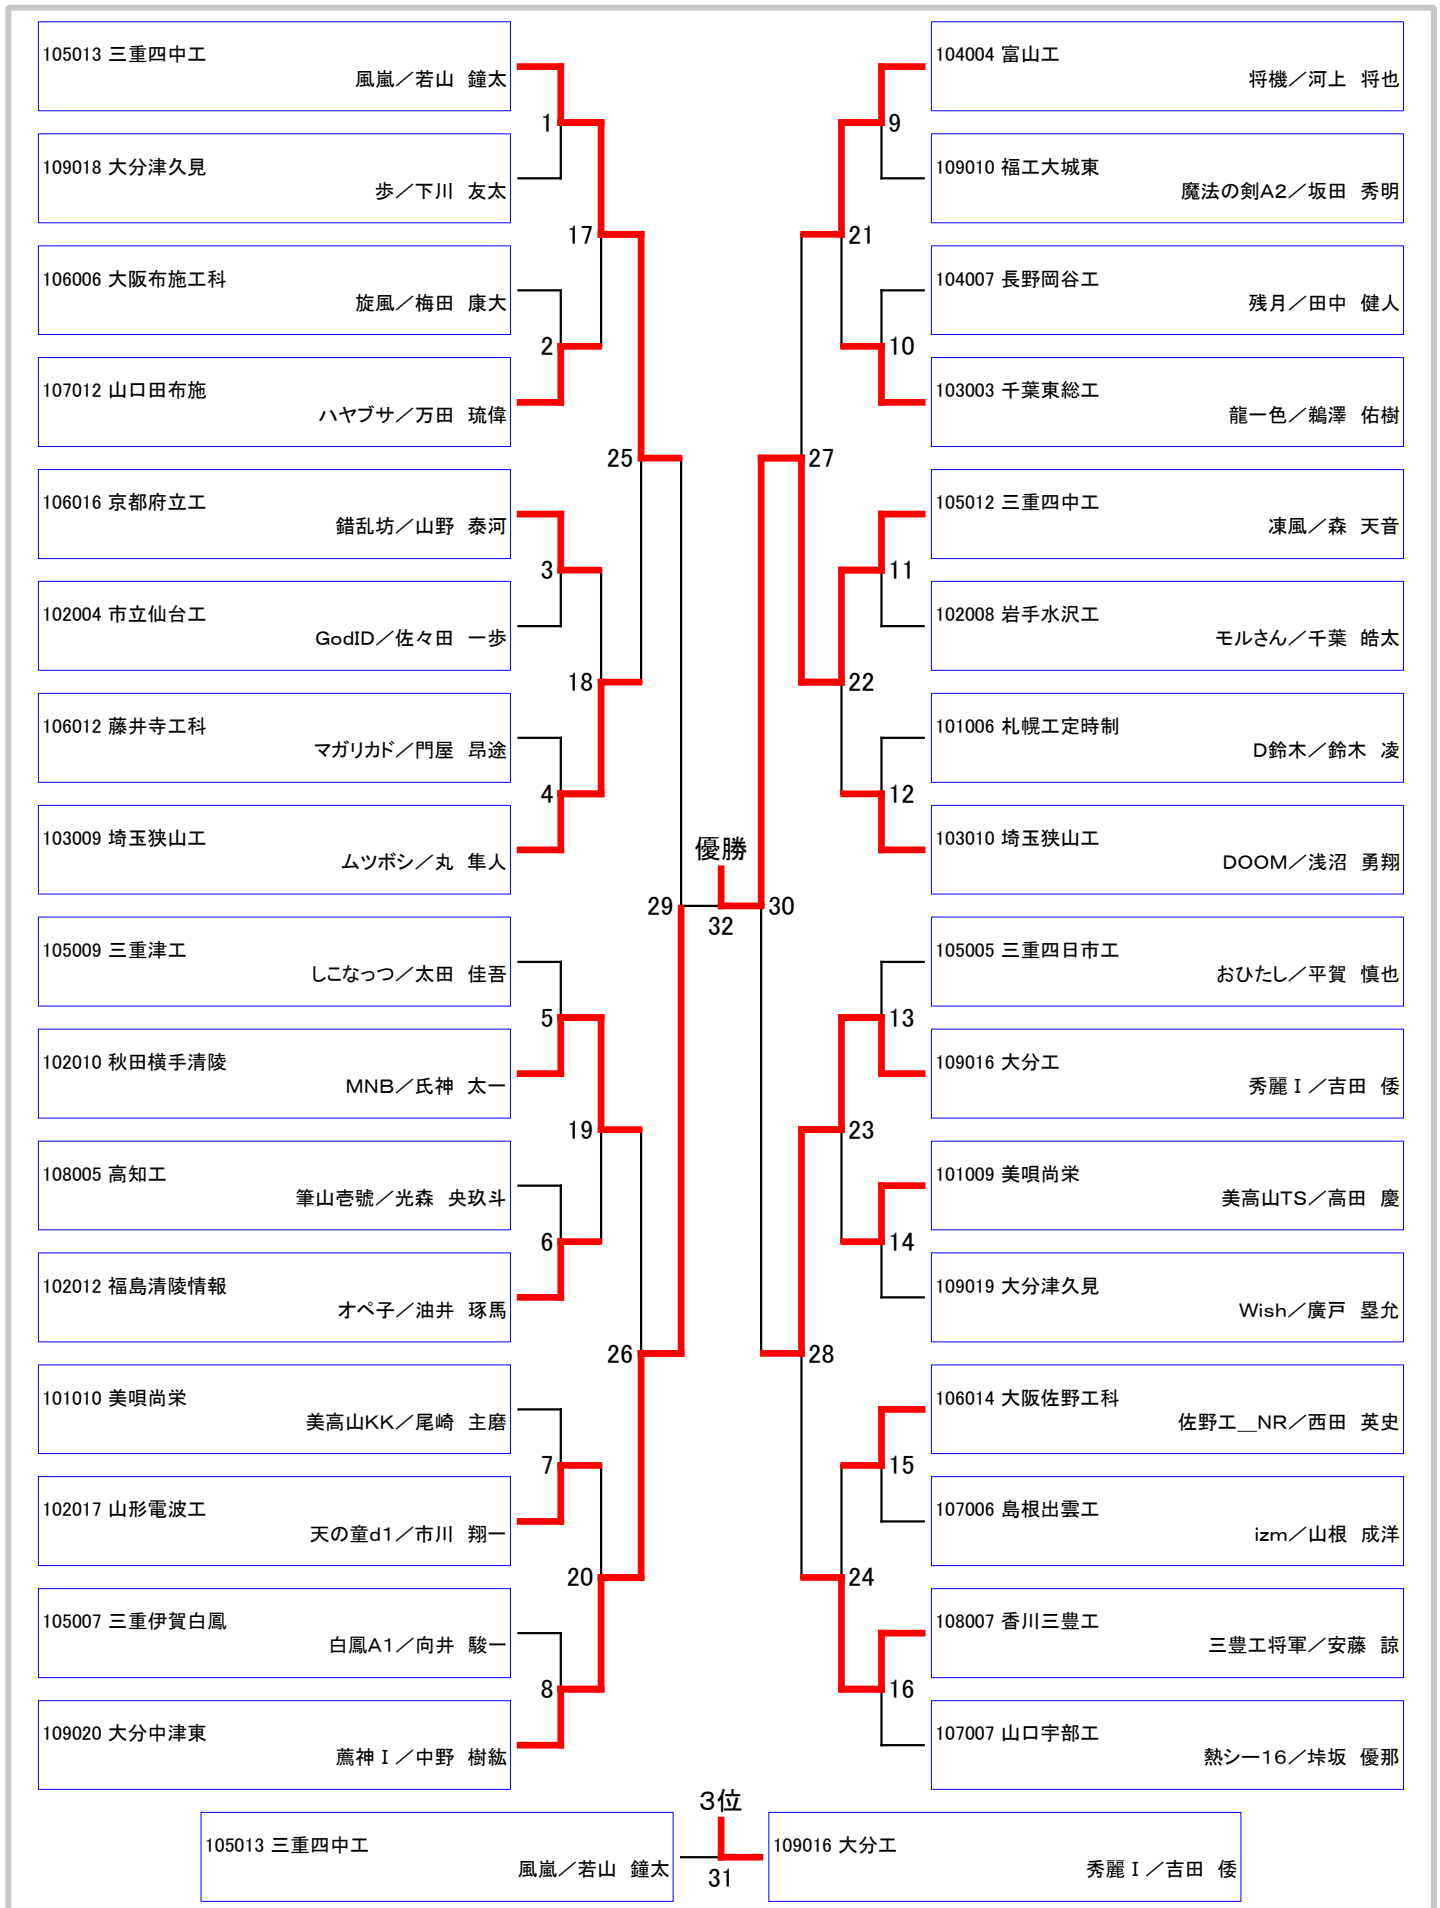 105013 三重四中工
風嵐／若山 鐘太
1
109018 大分津久見
歩／下川 友太
17
106006 大阪布施工科
旋風／梅田 康大
2
107012 山口田布施
ハヤブサ／万田 琉偉
25
106016 京都府立工
錯乱坊／山野 泰河
3
102004 市立仙台工
GodID／佐々田 一歩
18
106012 藤井寺工科
マガリカド／門屋 昂途
4
103009 埼玉狭山工
ムツボシ／丸 隼人
29
105009 三重津工
しこなっつ／太田 佳吾
5
102010 秋田横手清陵
MNB／氏神 太一
19
108005 高知工
筆山壱號／光森 央玖斗
6
102012 福島清陵情報
オペ子／油井 琢馬
26
101010 美唄尚栄
美高山KK／尾崎 主磨
7
102017 山形電波工
天の童d1／市川 翔一
20
105007 三重伊賀白鳳
白鳳A1／向井 駿一
8
109020 大分中津東
薦神Ⅰ／中野 樹紘
優勝
32
104004 富山工
将機／河上 将也
9
109010 福工大城東
魔法の剣A2／坂田 秀明
21
104007 長野岡谷工
残月／田中 健人
10
103003 千葉東総工
龍一色／鵜澤 佑樹
27
105012 三重四中工
凍風／森 天音
11
102008 岩手水沢工
モルさん／千葉 皓太
22
101006 札幌工定時制
D鈴木／鈴木 凌
12
103010 埼玉狭山工
DOOM／浅沼 勇翔
30
105005 三重四日市工
おひたし／平賀 慎也
13
109016 大分工
秀麗Ⅰ／吉田 倭
23
101009 美唄尚栄
美高山TS／高田 慶
14
109019 大分津久見
Wish／廣戸 塁允
28
106014 大阪佐野工科
佐野工__NR／西田 英史
15
107006 島根出雲工
izm／山根 成洋
24
108007 香川三豊工
三豊工将軍／安藤 諒
16
107007 山口宇部工
熱シー16／垰坂 優那
3位
105013 三重四中工
風嵐／若山 鐘太
31
109016 大分工
秀麗Ⅰ／吉田 倭